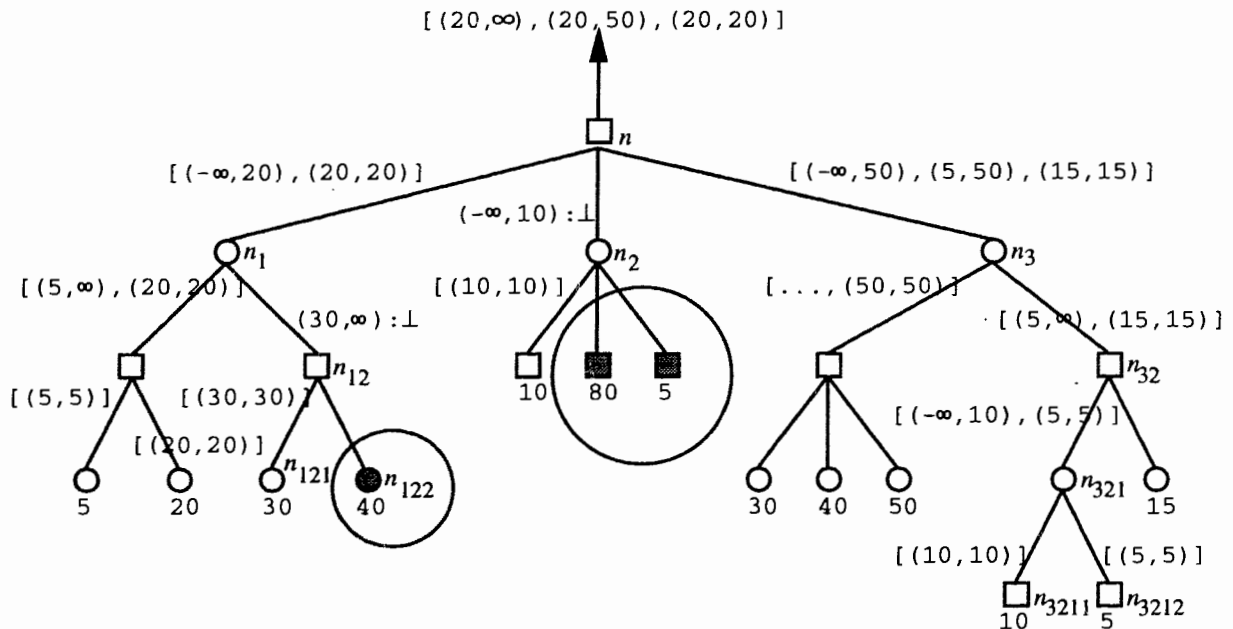 [(20,∞),(20,50),(20,20)]
n
[(-∞,20),(20,20)]
[(-∞,50),(5,50),(15,15)]
(-∞,10):⊥
n1
n2
n3
[(5,∞),(20,20)]
[(10,10)]
[...,(50,50)]
(30,∞):⊥
[(5,∞),(15,15)]
n12
n32
10
80
5
[(5,5)]
[(30,30)]
[(-∞,10),(5,5)]
[(20,20)]
n121
n122
n321
5
20
30
40
30
40
50
15
[(10,10)]
[(5,5)]
n3211
n3212
10
5